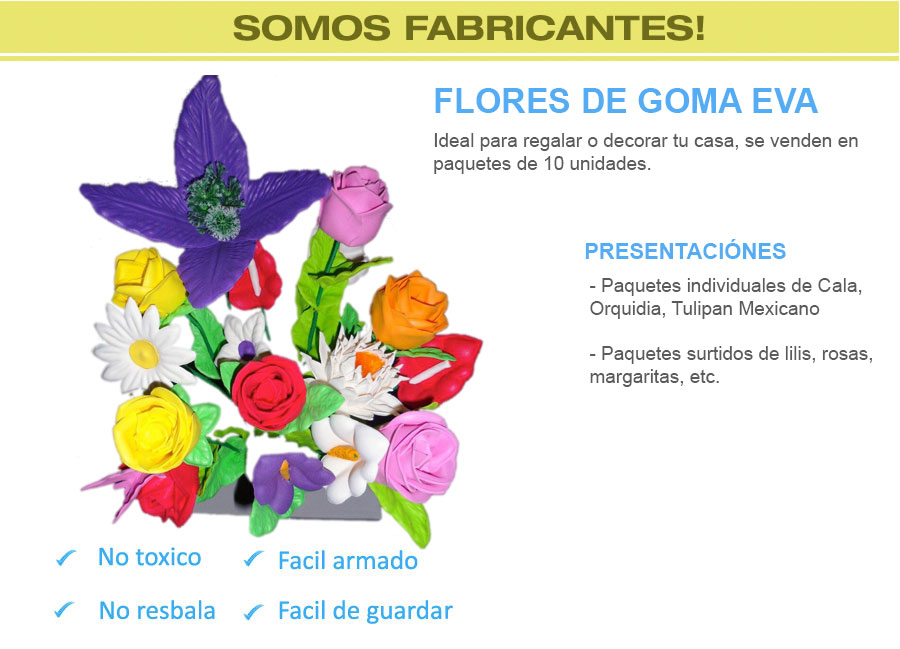 SOMOS FABRICANTES!
FLORES DE GOMA EVA
Ideal para regalar o decorar tu casa, se venden en
paquetes de 10 unidades.
PRESENTACIÓNES
- Paquetes individuales de Cala,
Orquidia, Tulipan Mexicano
- Paquetes surtidos de lilis, rosas,
margaritas, etc.
No toxico
Facil armado
No resbala
Facil de guardar